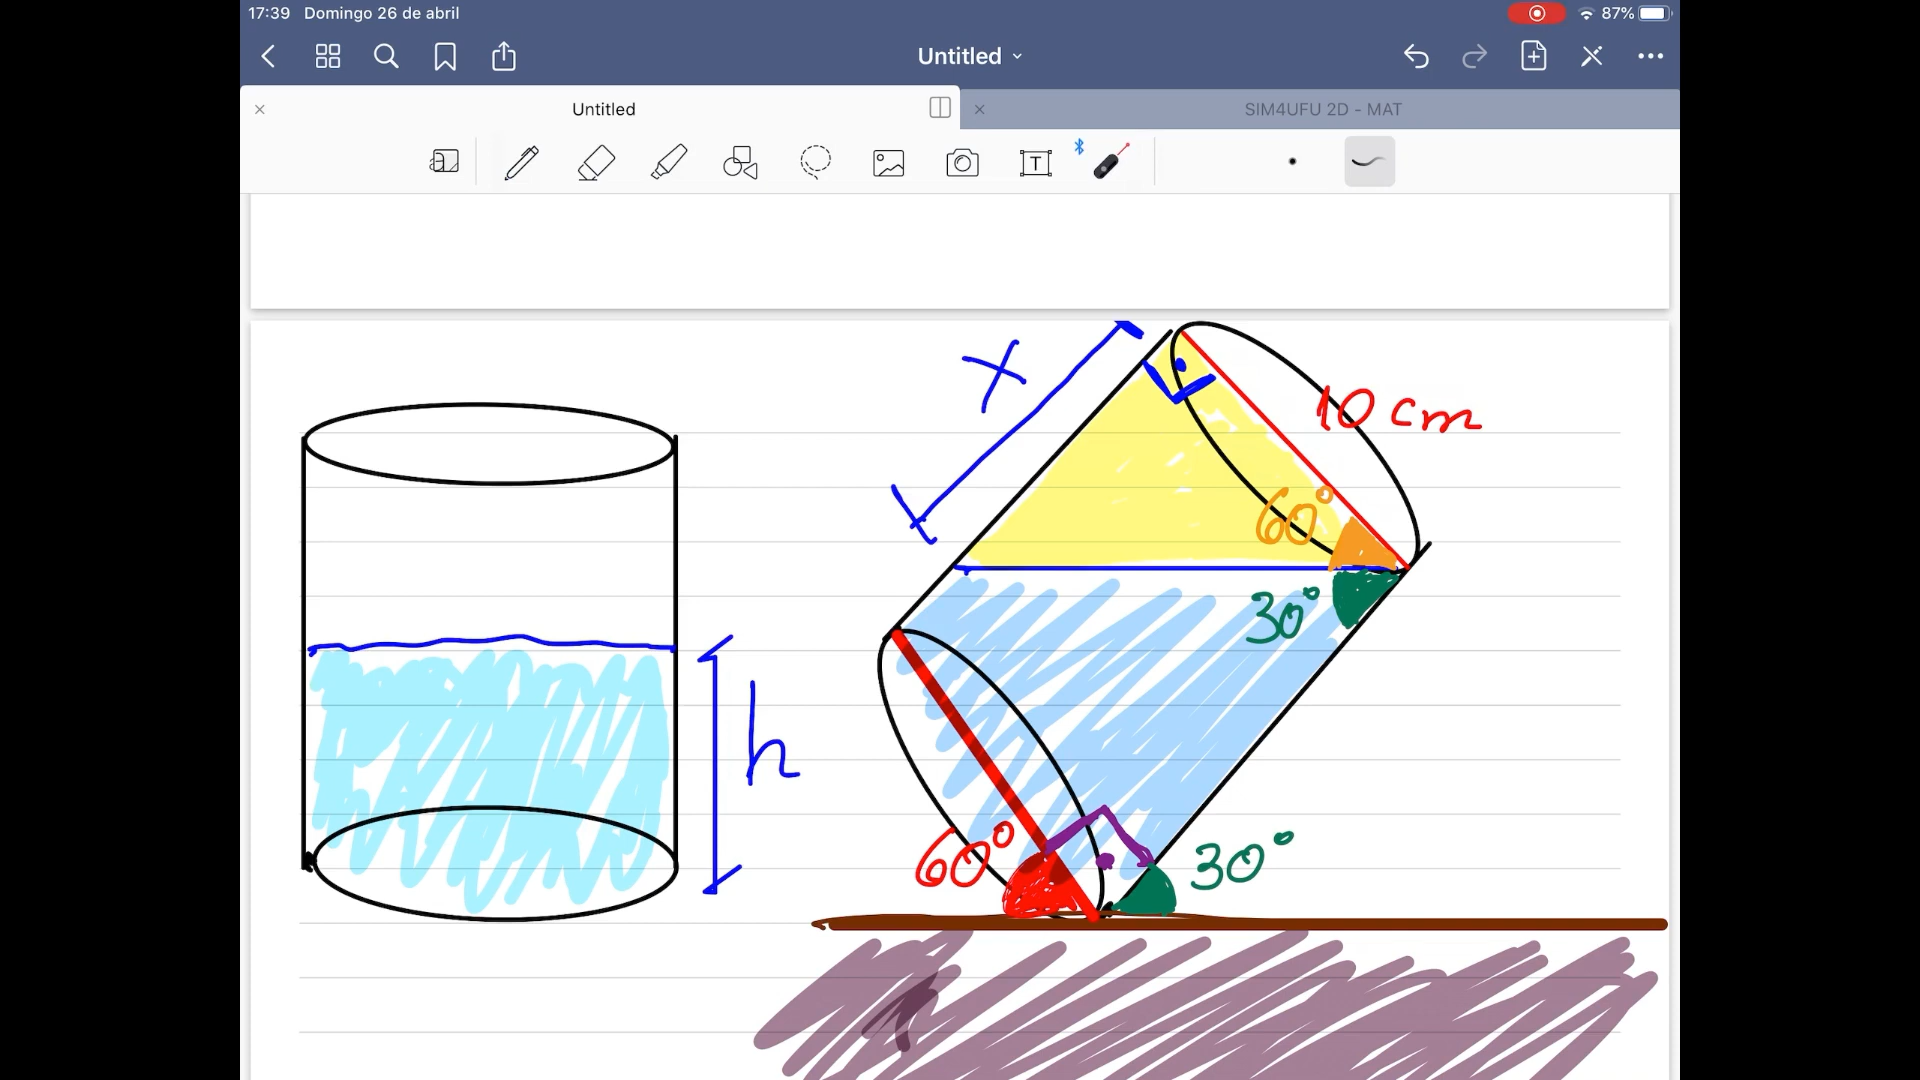 17:39 Domingo 26 de abril
87%
Untitled
Untitled
SIM4UFU 2D - MAT
T
x
10 cm
60°
30°
h
60°
30°